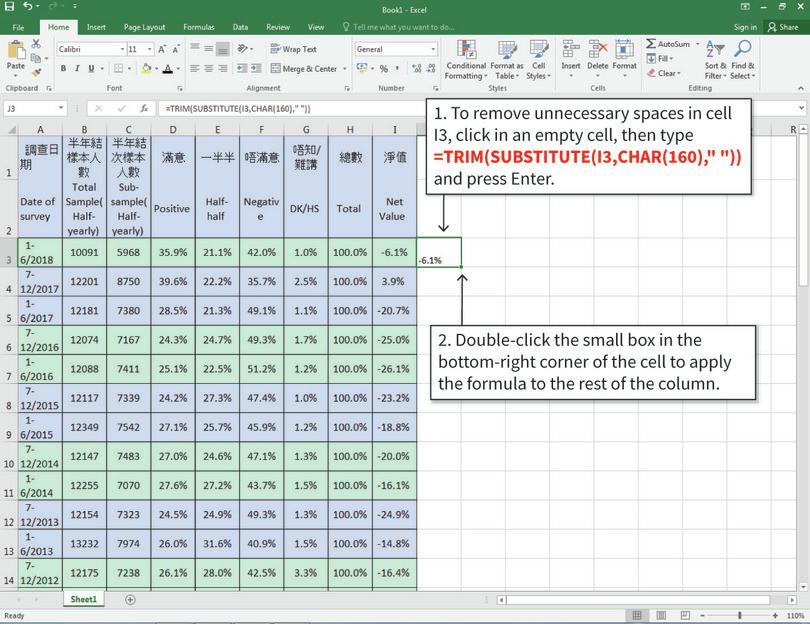 Book1 - Excel
File Home Insert Page Layout Formulas Data Review View Tell me what you want to do... Sign in Share
Paste Calibri 11 A A Wrap Text General Conditional Format as Cell Insert Delete Format AutoSum Sort & Find &
B I U A Merge & Center $ % , Formatting Table Styles Fill Clear Filter Select
Clipboard Font Alignment Number Styles Cells Editing
J3 fx =TRIM(SUBSTITUTE(I3,CHAR(160)," "))
A B C D E F G H I R
1. To remove unnecessary spaces in cell
I3, click in an empty cell, then type
=TRIM(SUBSTITUTE(I3,CHAR(160)," "))
and press Enter.
1 調查日期 半年結樣本人數 半年結次樣本人數 滿意 一半半 唔滿意 唔知/難講 總數 淨值
2 Date of survey Total Sample(Half-yearly) Sub-sample(Half-yearly) Positive Half-half Negative DK/HS Total Net Value
3 1-6/2018 10091 5968 35.9% 21.1% 42.0% 1.0% 100.0% -6.1% -6.1%
4 7-12/2017 12201 8750 39.6% 22.2% 35.7% 2.5% 100.0% 3.9%
5 1-6/2017 12181 7380 28.5% 21.3% 49.1% 1.1% 100.0% -20.7%
6 7-12/2016 12074 7167 24.3% 24.7% 49.3% 1.7% 100.0% -25.0%
7 1-6/2016 12088 7411 25.1% 22.5% 51.2% 1.2% 100.0% -26.1%
8 7-12/2015 12117 7339 24.2% 27.3% 47.4% 1.0% 100.0% -23.2%
9 1-6/2015 12349 7542 27.1% 25.7% 45.9% 1.2% 100.0% -18.8%
10 7-12/2014 12147 7483 27.0% 24.6% 47.1% 1.3% 100.0% -20.0%
11 1-6/2014 12255 7070 27.6% 27.2% 43.7% 1.5% 100.0% -16.1%
12 7-12/2013 12154 7323 24.5% 24.9% 49.3% 1.3% 100.0% -24.9%
13 1-6/2013 13232 7974 26.0% 31.6% 40.9% 1.5% 100.0% -14.8%
14 7-12/2012 12175 7238 26.1% 28.0% 42.5% 3.3% 100.0% -16.4%
2. Double-click the small box in the
bottom-right corner of the cell to apply
the formula to the rest of the column.
Sheet1
Ready 110%